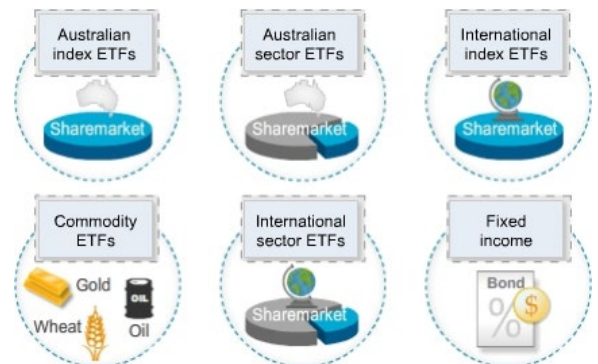 Australian
index ETFs
Sharemarket
Australian
sector ETFs
Sharemarket
International
index ETFs
Sharemarket
Commodity
ETFs
Gold
OIL
Wheat
Oil
International
sector ETFs
Sharemarket
Fixed
income
Bond
%
$